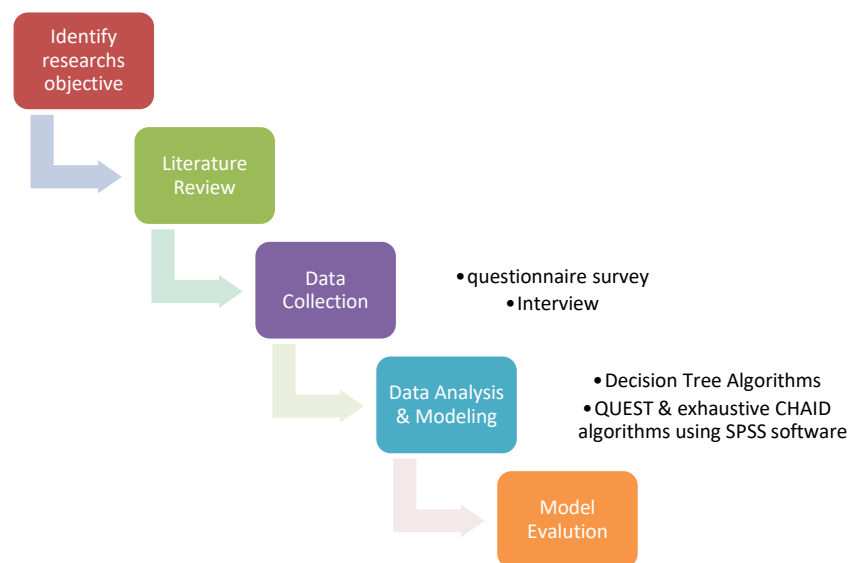 Identify
researchs
objective
Literature
Review
Data
Collection
•questionnaire survey
•Interview
Data Analysis
& Modeling
•Decision Tree Algorithms
•QUEST & exhaustive CHAID
algorithms using SPSS software
Model
Evalution